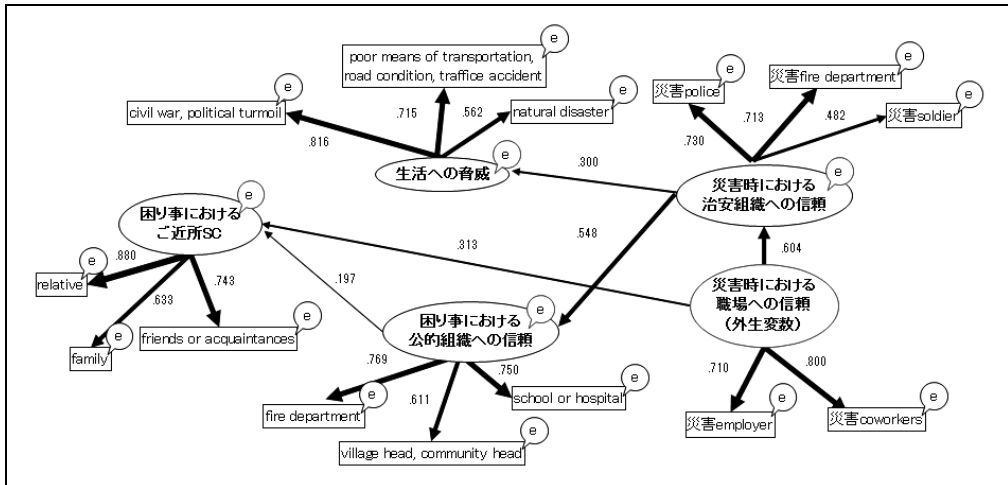 e
poor means of transportation,
road condition, traffice accident
e
civil war, political turmoil
e
natural disaster
.816
.715
.562
e
生活への脅威
e
災害police
e
災害fire department
e
災害soldier
.730
.713
.482
e
災害時における
治安組織への信頼
.300
e
困り事における
ご近所SC
.880
.633
.743
e
relative
e
family
e
friends or acquaintances
.313
.197
.548
.604
災害時における
職場への信頼
（外生変数）
e
困り事における
公的組織への信頼
.769
.611
.750
e
fire department
e
village head, community head
e
school or hospital
.710
.800
e
災害employer
e
災害coworkers